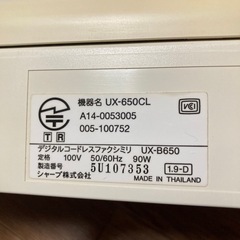 機器名 UX-650CL
A14-0053005
005-100752
T R
VCI
デジタルコードレスファクシミリ UX-B650
定格 100V 50/60Hz 90W
製造番号 5U107353 1.9-D
シャープ株式会社 MADE IN THAILAND